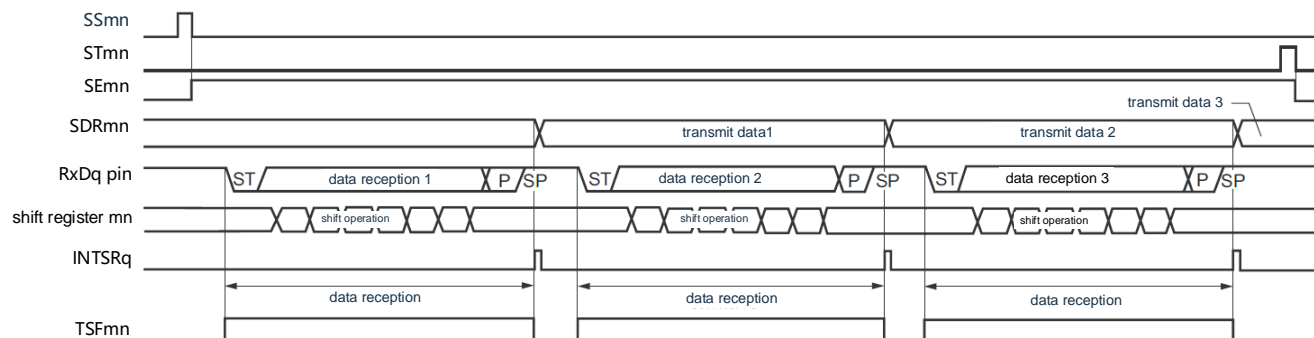 SSmn
STmn
SEmn
transmit data 3
SDRmn
transmit data1
transmit data 2
RxDq pin
ST
data reception 1
P
SP
ST
data reception 2
P
SP
ST
data reception 3
P
SP
shift register mn
shift operation
shift operation
shift operation
INTSRq
data reception
data reception
data reception
TSFmn